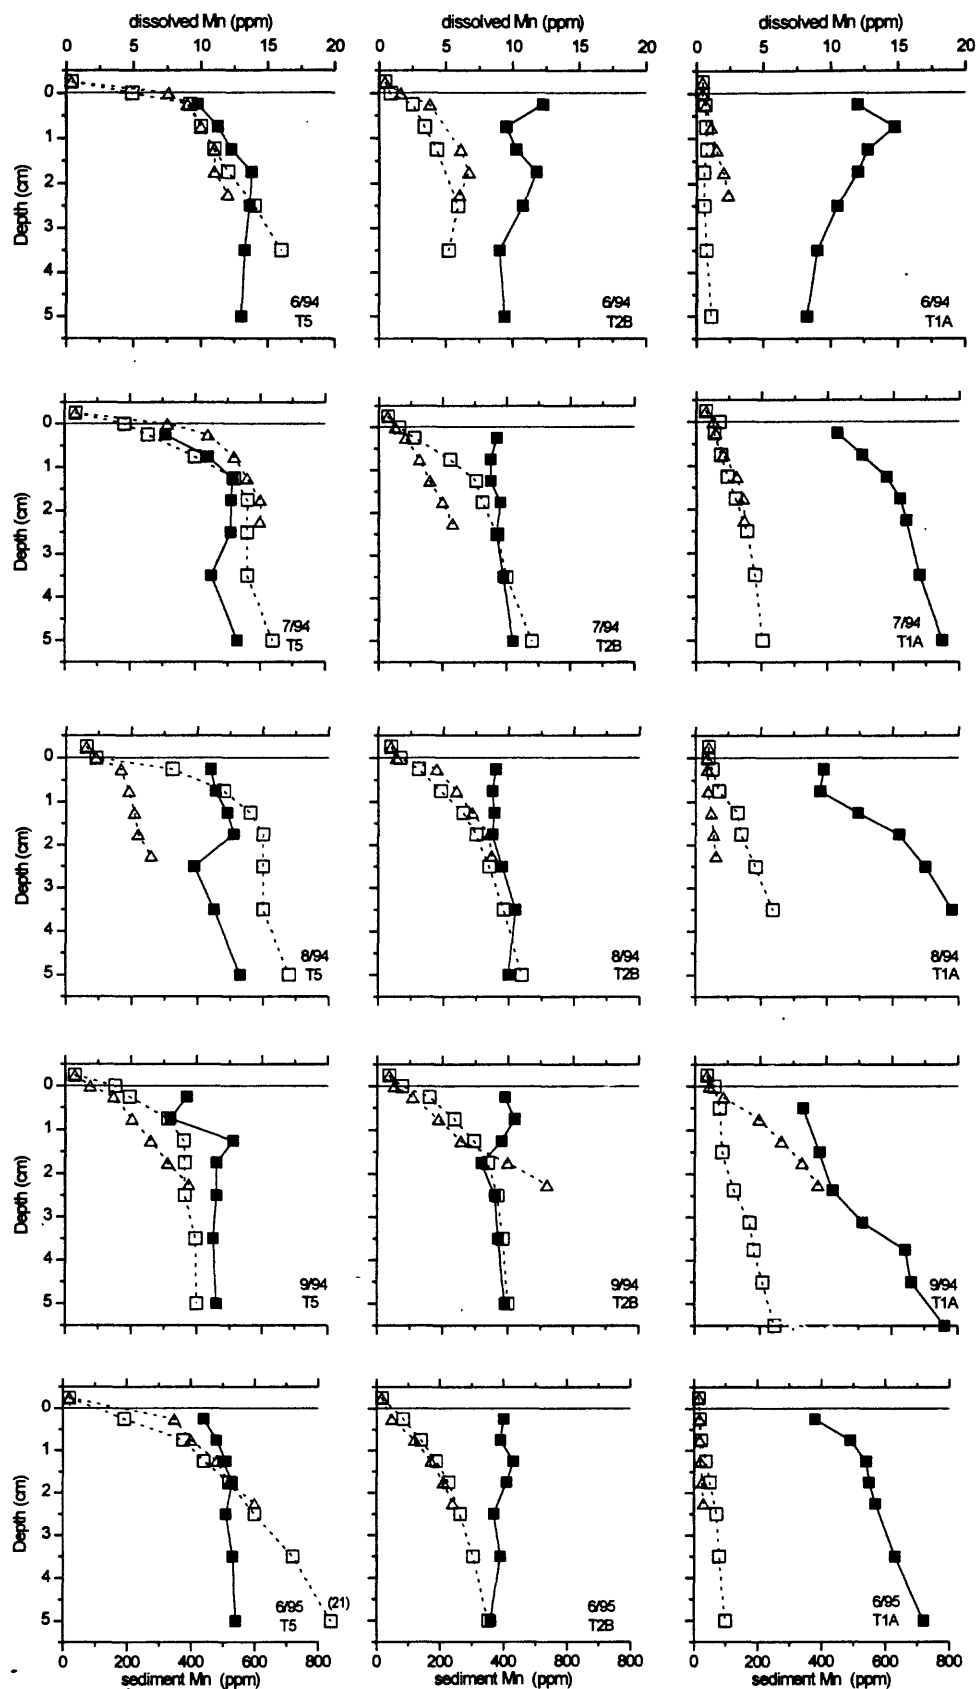 dissolved Mn (ppm) dissolved Mn (ppm) dissolved Mn (ppm)
0 5 10 15 20 0 5 10 15 20 0 5 10 15 20
Depth (cm)
0
1
2
3
4
5
6/94
T5
6/94
T2B
6/94
T1A
Depth (cm)
0
1
2
3
4
5
7/94
T5
7/94
T2B
7/94
T1A
Depth (cm)
0
1
2
3
4
5
8/94
T5
8/94
T2B
8/94
T1A
Depth (cm)
0
1
2
3
4
5
9/94
T5
9/94
T2B
9/94
T1A
Depth (cm)
0
1
2
3
4
5
(21)
6/95
T5
6/95
T2B
6/95
T1A
0 200 400 600 800 0 200 400 600 800 0 200 400 600 800
sediment Mn (ppm) sediment Mn (ppm) sediment Mn (ppm)